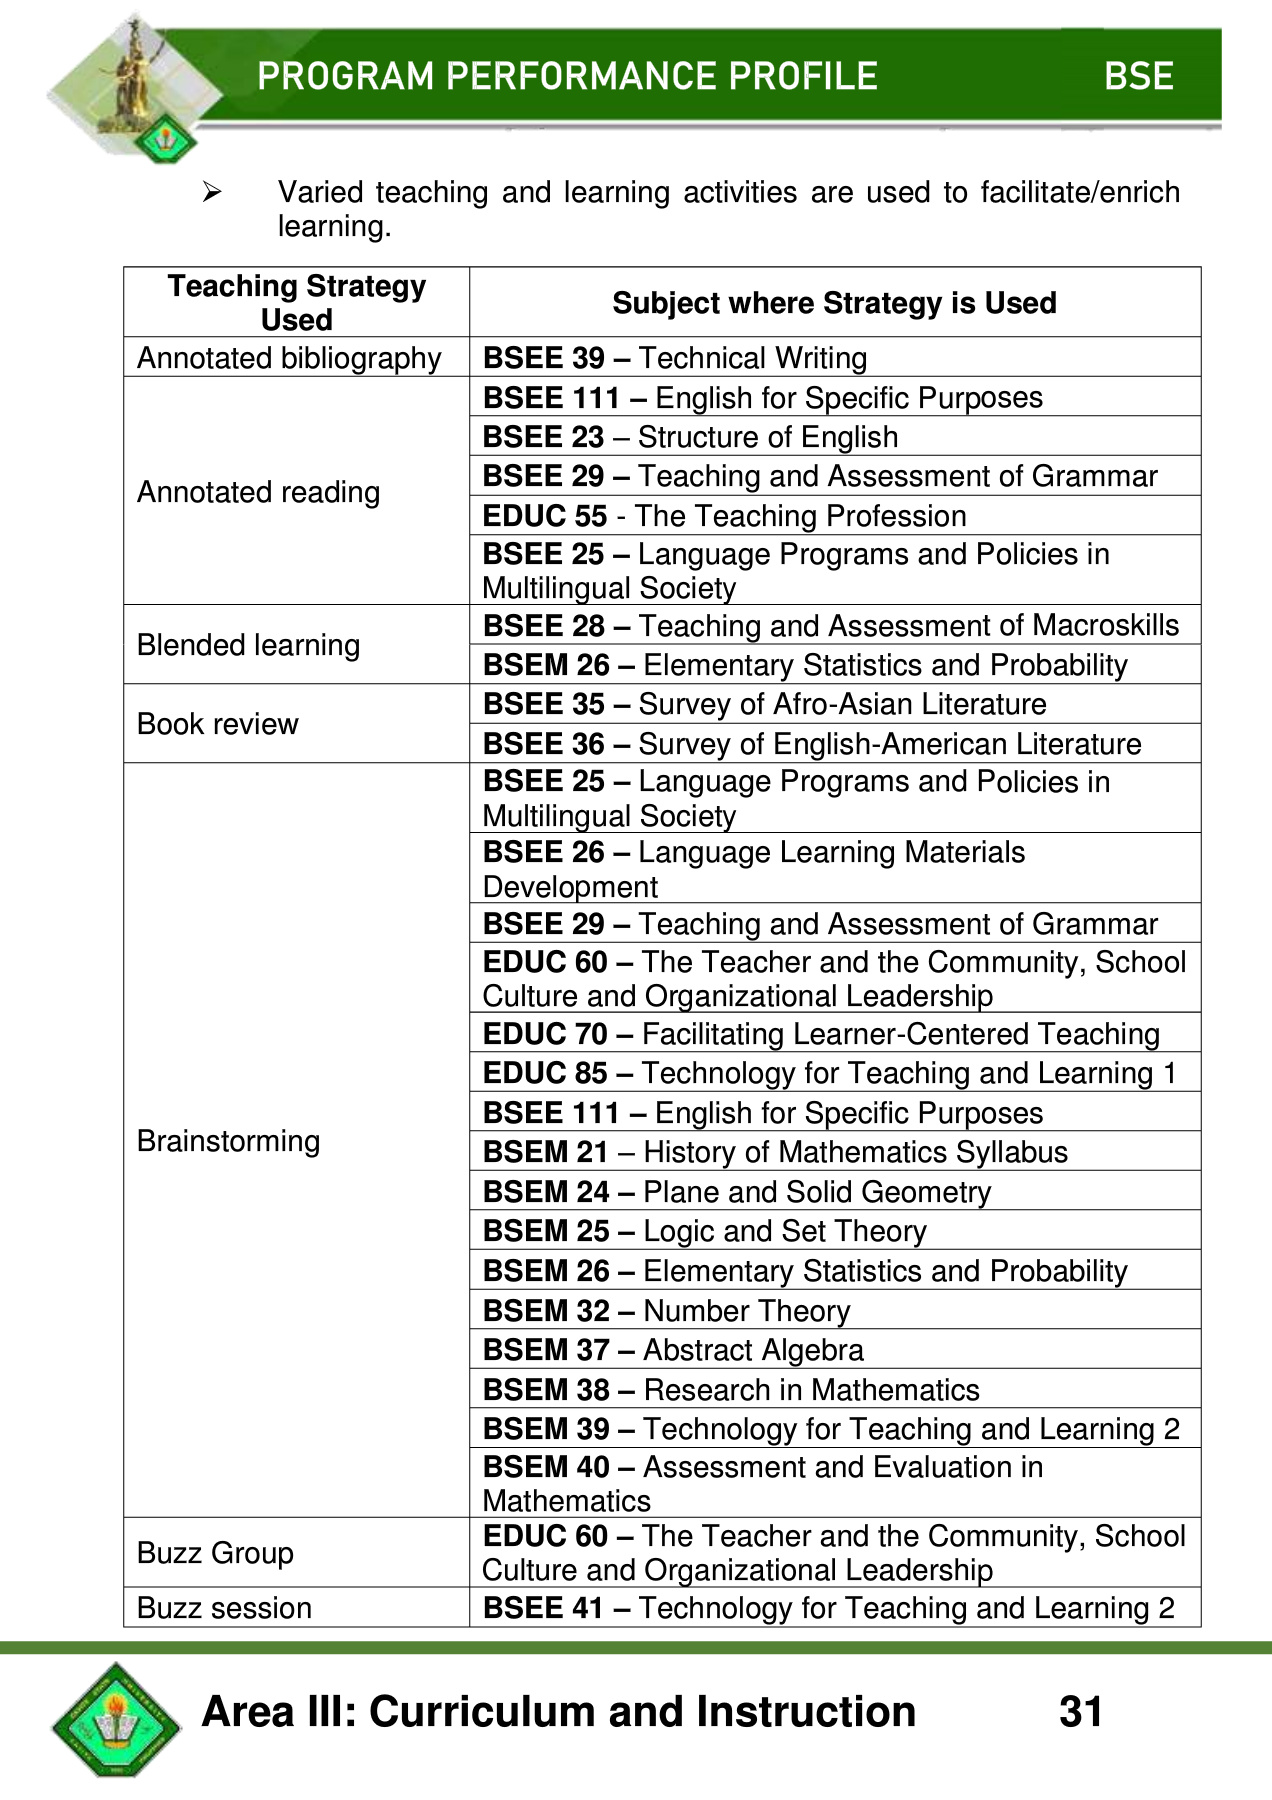 PROGRAM PERFORMANCE PROFILE BSE
➢ Varied teaching and learning activities are used to facilitate/enrich
learning.
Teaching Strategy
Used
Subject where Strategy is Used
Annotated bibliography
BSEE 39 – Technical Writing
Annotated reading
BSEE 111 – English for Specific Purposes
BSEE 23 – Structure of English
BSEE 29 – Teaching and Assessment of Grammar
EDUC 55 - The Teaching Profession
BSEE 25 – Language Programs and Policies in
Multilingual Society
Blended learning
BSEE 28 – Teaching and Assessment of Macroskills
BSEM 26 – Elementary Statistics and Probability
Book review
BSEE 35 – Survey of Afro-Asian Literature
BSEE 36 – Survey of English-American Literature
Brainstorming
BSEE 25 – Language Programs and Policies in
Multilingual Society
BSEE 26 – Language Learning Materials
Development
BSEE 29 – Teaching and Assessment of Grammar
EDUC 60 – The Teacher and the Community, School
Culture and Organizational Leadership
EDUC 70 – Facilitating Learner-Centered Teaching
EDUC 85 – Technology for Teaching and Learning 1
BSEE 111 – English for Specific Purposes
BSEM 21 – History of Mathematics Syllabus
BSEM 24 – Plane and Solid Geometry
BSEM 25 – Logic and Set Theory
BSEM 26 – Elementary Statistics and Probability
BSEM 32 – Number Theory
BSEM 37 – Abstract Algebra
BSEM 38 – Research in Mathematics
BSEM 39 – Technology for Teaching and Learning 2
BSEM 40 – Assessment and Evaluation in
Mathematics
Buzz Group
EDUC 60 – The Teacher and the Community, School
Culture and Organizational Leadership
Buzz session
BSEE 41 – Technology for Teaching and Learning 2
Area III: Curriculum and Instruction 31